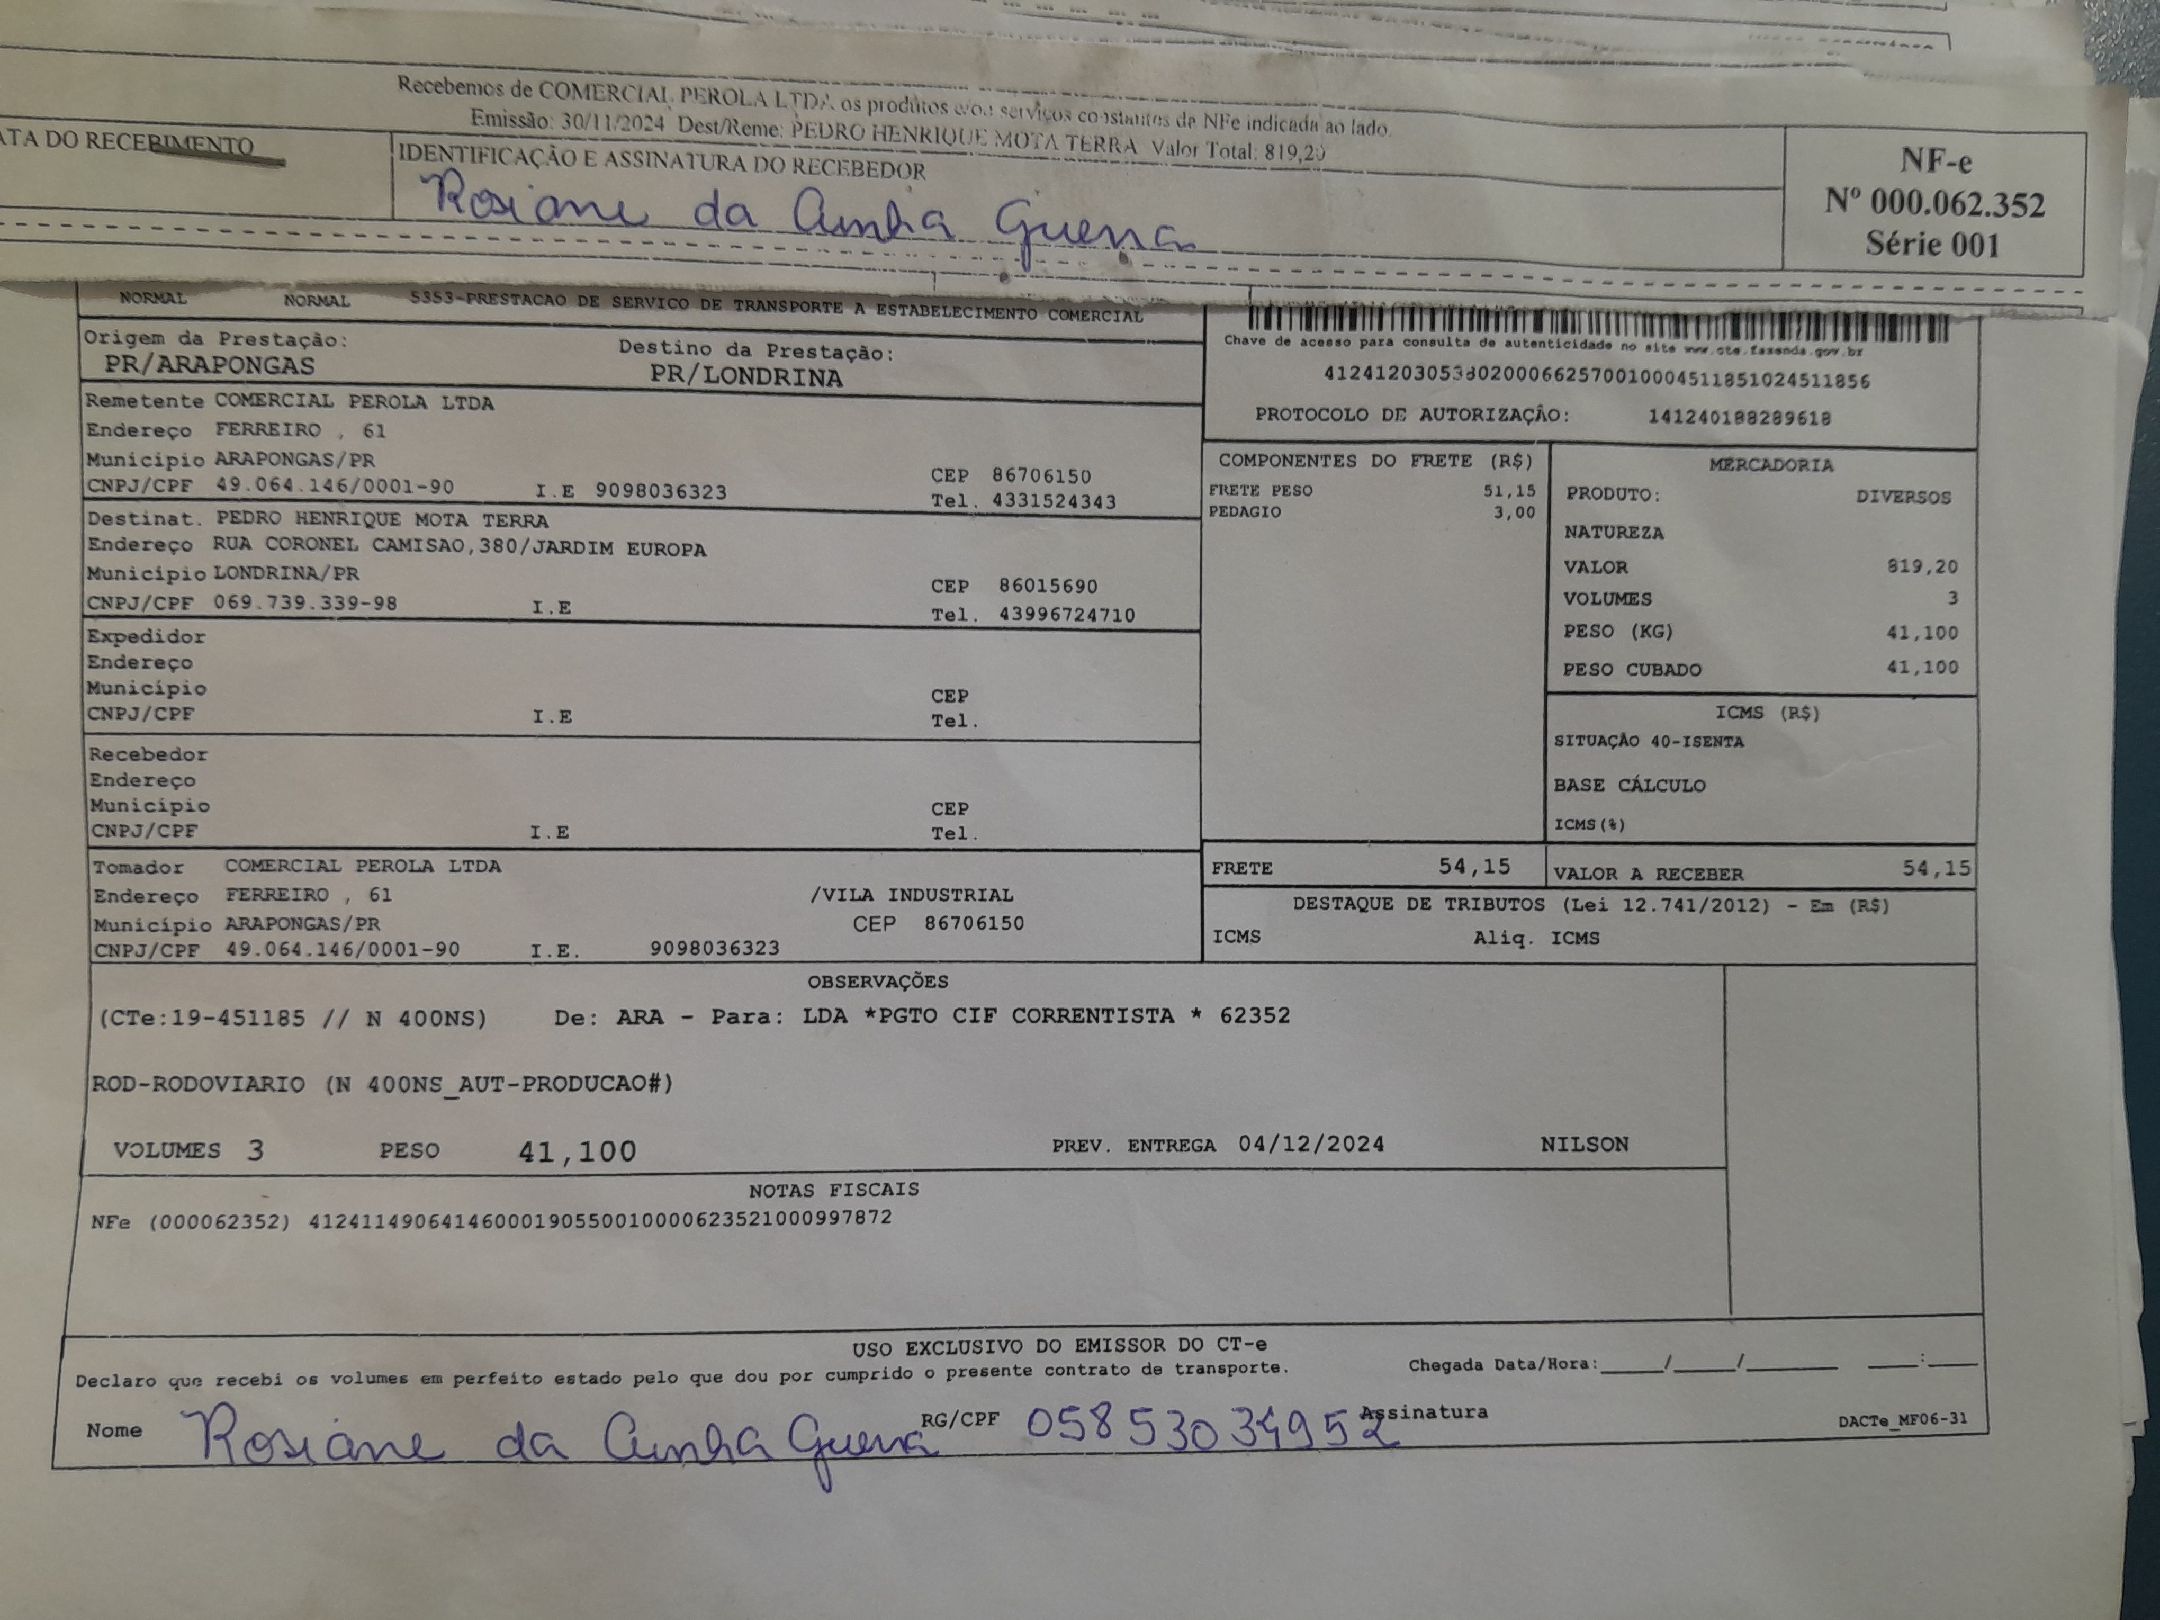 Recebemos de COMERCIAL PEROLA LTDA os produtos e/ou serviços constantes da NFe indicada ao lado.
Emissão: 30/11/2024 Dest/Reme: PEDRO HENRIQUE MOTA TERRA Valor Total: 819,20
ATA DO RECEBIMENTO
IDENTIFICAÇÃO E ASSINATURA DO RECEBEDOR
Rosiane da Cunha Guerra
NF-e
Nº 000.062.352
Série 001
NORMAL NORMAL 5353-PRESTACAO DE SERVICO DE TRANSPORTE A ESTABELECIMENTO COMERCIAL
Origem da Prestação: Destino da Prestação:
PR/ARAPONGAS PR/LONDRINA
Chave de acesso para consulta de autenticidade no site www.cte.fazenda.gov.br
PROTOCOLO DE AUTORIZAÇÃO: 141240188289618
Remetente COMERCIAL PEROLA LTDA
Endereço FERREIRO , 61
Município ARAPONGAS/PR CEP 86706150
CNPJ/CPF 49.064.146/0001-90 I.E 9098036323 Tel. 4331524343
Destinat. PEDRO HENRIQUE MOTA TERRA
Endereço RUA CORONEL CAMISAO,380/JARDIM EUROPA
Município LONDRINA/PR CEP 86015690
CNPJ/CPF 069.739.339-98 I.E Tel. 43996724710
Expedidor
Endereço
Município CEP
CNPJ/CPF I.E Tel.
Recebedor
Endereço
Município CEP
CNPJ/CPF I.E Tel.
Tomador COMERCIAL PEROLA LTDA
Endereço FERREIRO , 61 /VILA INDUSTRIAL
Município ARAPONGAS/PR CEP 86706150
CNPJ/CPF 49.064.146/0001-90 I.E. 9098036323
COMPONENTES DO FRETE (R$)
FRETE PESO 51,15
PEDAGIO 3,00
MERCADORIA
PRODUTO: DIVERSOS
NATUREZA
VALOR 819,20
VOLUMES 3
PESO (KG) 41,100
PESO CUBADO 41,100
ICMS (R$)
SITUAÇÃO 40-ISENTA
BASE CÁLCULO
ICMS(%)
FRETE 54,15 VALOR A RECEBER 54,15
DESTAQUE DE TRIBUTOS (Lei 12.741/2012) - Em (R$)
ICMS Aliq. ICMS
OBSERVAÇÕES
(CTe:19-451185 // N 400NS) De: ARA - Para: LDA *PGTO CIF CORRENTISTA * 62352
ROD-RODOVIARIO (N 400NS_AUT-PRODUCAO#)
VOLUMES 3 PESO 41,100 PREV. ENTREGA 04/12/2024 NILSON
NOTAS FISCAIS
NFe (000062352) 41241149064146000190550010000623521000997872
USO EXCLUSIVO DO EMISSOR DO CT-e
Declaro que recebi os volumes em perfeito estado pelo que dou por cumprido o presente contrato de transporte. Chegada Data/Hora:____/____/______ ___:___
Nome Rosiane da Cunha Guerra RG/CPF 05853034952 Assinatura DACTe_MF06-31